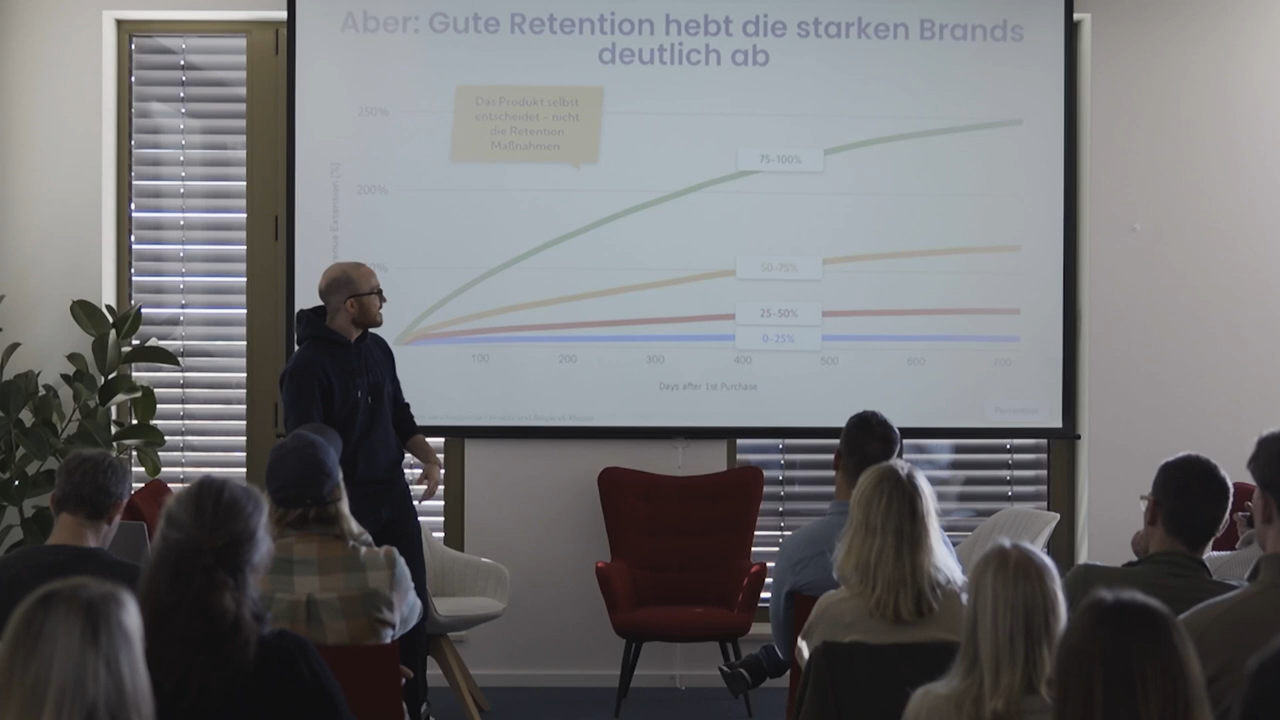 Aber: Gute Retention hebt die starken Brands
deutlich ab
Das Produkt selbst
entscheidet – nicht
die Retention
Maßnahmen
250%
200%
75-100%
50-75%
25-50%
0-25%
100 200 300 400 500 600 700
Days after 1st Purchase